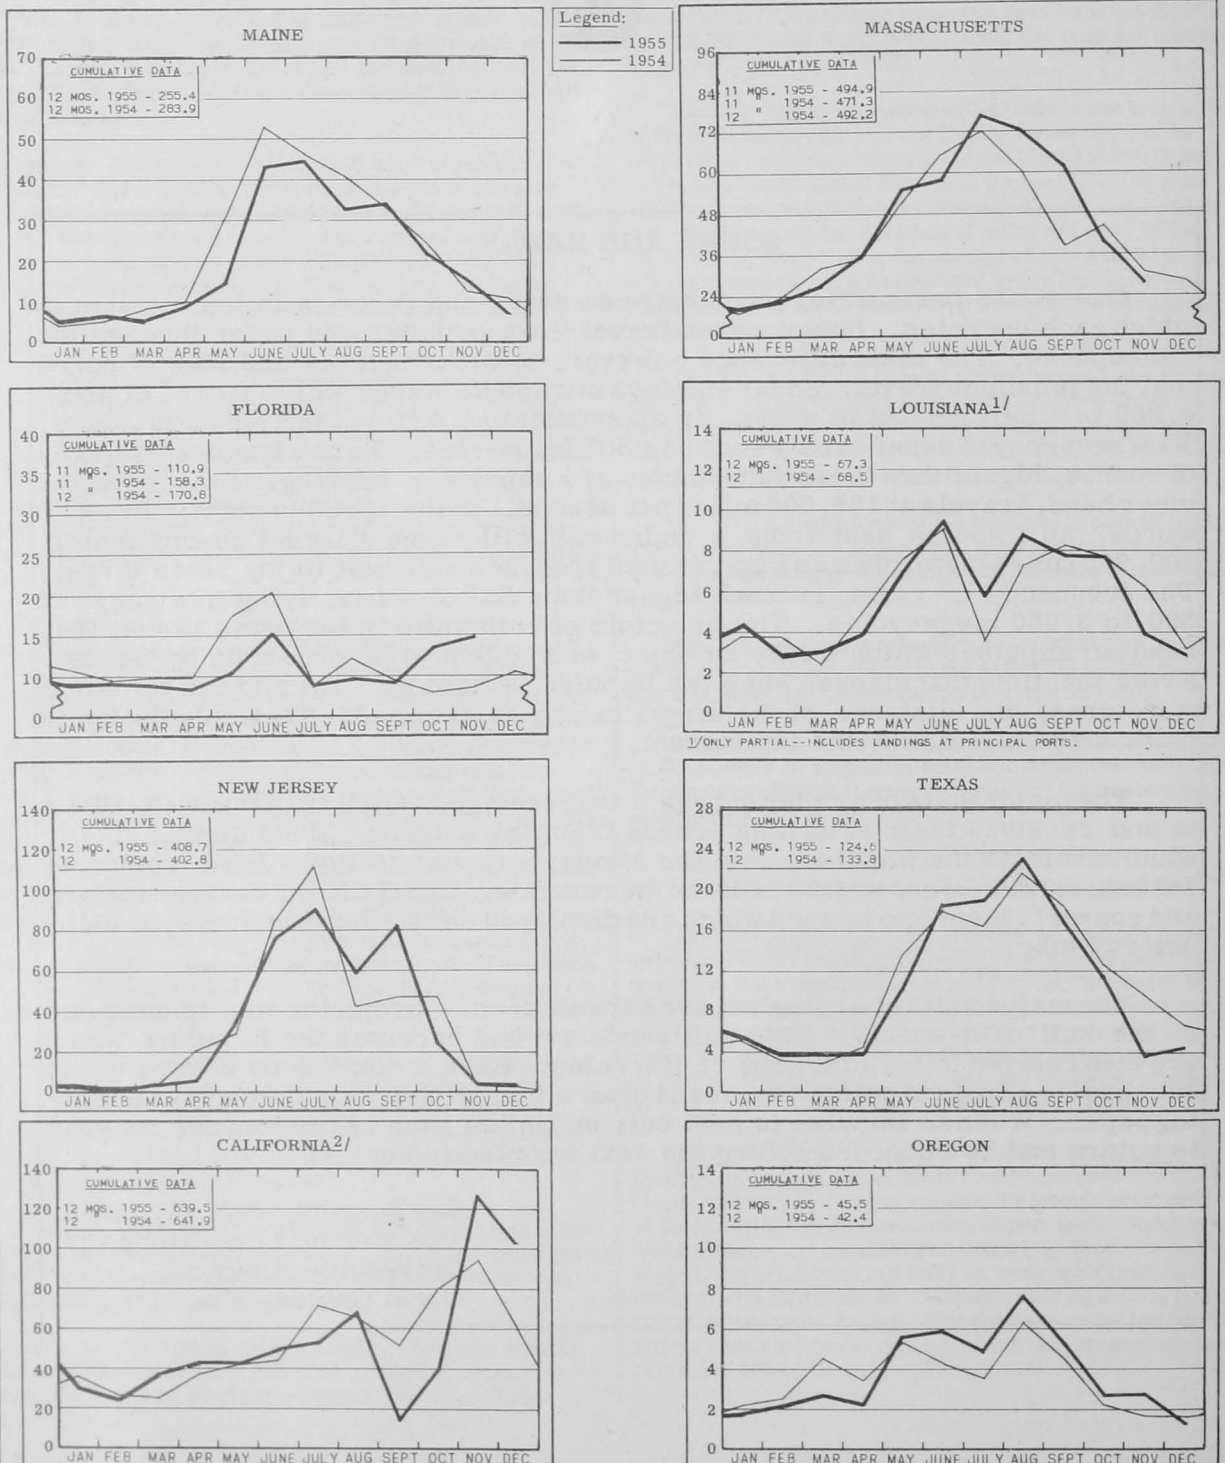 Legend:
1955
1954
MAINE
70
60
50
40
30
20
10
0
CUMULATIVE DATA
12 MOS. 1955 - 255.4
12 MOS. 1954 - 283.9
JAN FEB MAR APR MAY JUNE JULY AUG SEPT OCT NOV DEC
MASSACHUSETTS
96
84
72
60
48
36
24
0
CUMULATIVE DATA
11 MOS. 1955 - 494.9
11 " 1954 - 471.3
12 " 1954 - 492.2
JAN FEB MAR APR MAY JUNE JULY AUG SEPT OCT NOV DEC
FLORIDA
40
35
30
25
20
15
10
0
CUMULATIVE DATA
11 MOS. 1955 - 110.9
11 " 1954 - 158.3
12 " 1954 - 170.8
JAN FEB MAR APR MAY JUNE JULY AUG SEPT OCT NOV DEC
LOUISIANA1/
14
12
10
8
6
4
2
0
CUMULATIVE DATA
12 MOS. 1955 - 67.3
12 " 1954 - 68.5
JAN FEB MAR APR MAY JUNE JULY AUG SEPT OCT NOV DEC
1/ONLY PARTIAL--INCLUDES LANDINGS AT PRINCIPAL PORTS.
NEW JERSEY
140
120
100
80
60
40
20
0
CUMULATIVE DATA
12 MOS. 1955 - 408.7
12 " 1954 - 402.8
JAN FEB MAR APR MAY JUNE JULY AUG SEPT OCT NOV DEC
TEXAS
28
24
20
16
12
8
4
0
CUMULATIVE DATA
12 MOS. 1955 - 124.6
12 " 1954 - 133.8
JAN FEB MAR APR MAY JUNE JULY AUG SEPT OCT NOV DEC
CALIFORNIA2/
140
120
100
80
60
40
20
0
CUMULATIVE DATA
12 MOS. 1955 - 639.5
12 " 1954 - 641.9
JAN FEB MAR APR MAY JUNE JULY AUG SEPT OCT NOV DEC
OREGON
14
12
10
8
6
4
2
0
CUMULATIVE DATA
12 MOS. 1955 - 45.5
12 " 1954 - 42.4
JAN FEB MAR APR MAY JUNE JULY AUG SEPT OCT NOV DEC